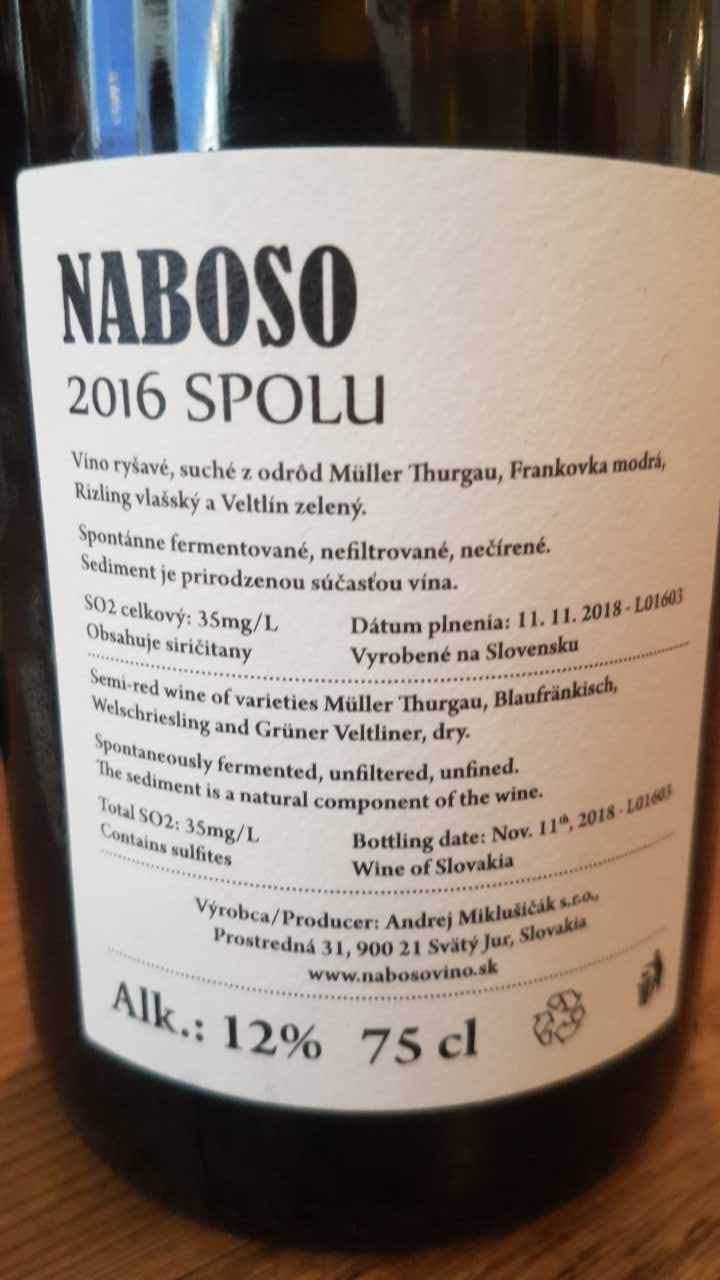 NABOSO
2016 SPOLU
Víno ryšavé, suché z odrôd Müller Thurgau, Frankovka modrá,
Rizling vlašský a Veltlín zelený.
Spontánne fermentované, nefiltrované, nečírené.
Sediment je prirodzenou súčasťou vína.
SO2 celkový: 35mg/L Dátum plnenia: 11. 11. 2018 - L01603
Obsahuje siričitany Vyrobené na Slovensku
Semi-red wine of varieties Müller Thurgau, Blaufränkisch,
Welschriesling and Grüner Veltliner, dry.
Spontaneously fermented, unfiltered, unfined.
The sediment is a natural component of the wine.
Total SO2: 35mg/L Bottling date: Nov. 11th, 2018 - L01603
Contains sulfites Wine of Slovakia
Výrobca/Producer: Andrej Miklušičák s.r.o.,
Prostredná 31, 900 21 Svätý Jur, Slovakia
www.nabosovino.sk
Alk.: 12% 75 cl